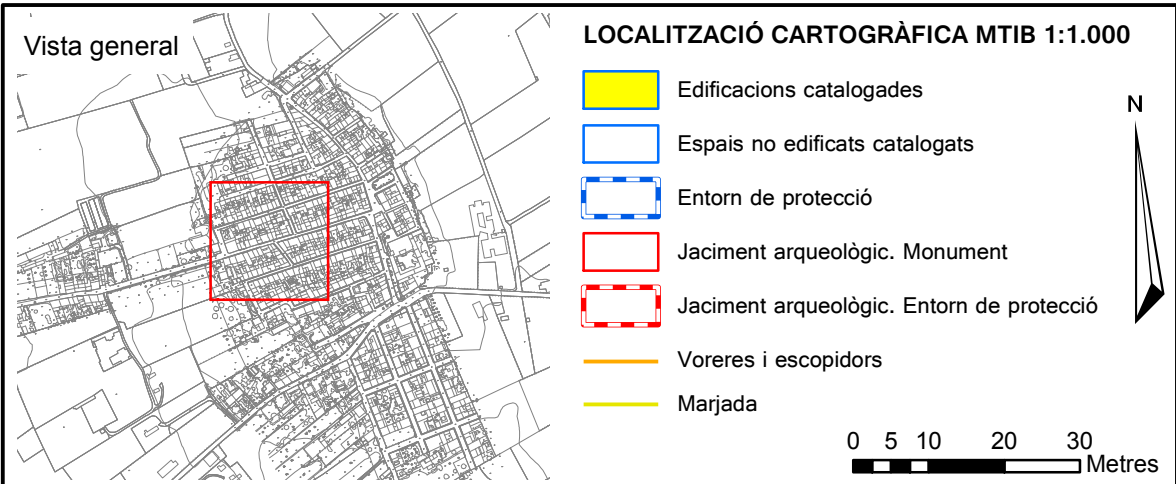 Vista general
LOCALITZACIÓ CARTOGRÀFICA MTIB 1:1.000
Edificacions catalogades
Espais no edificats catalogats
Entorn de protecció
Jaciment arqueològic. Monument
Jaciment arqueològic. Entorn de protecció
Voreres i escopidors
Marjada
N
0 5 10 20 30
Metres